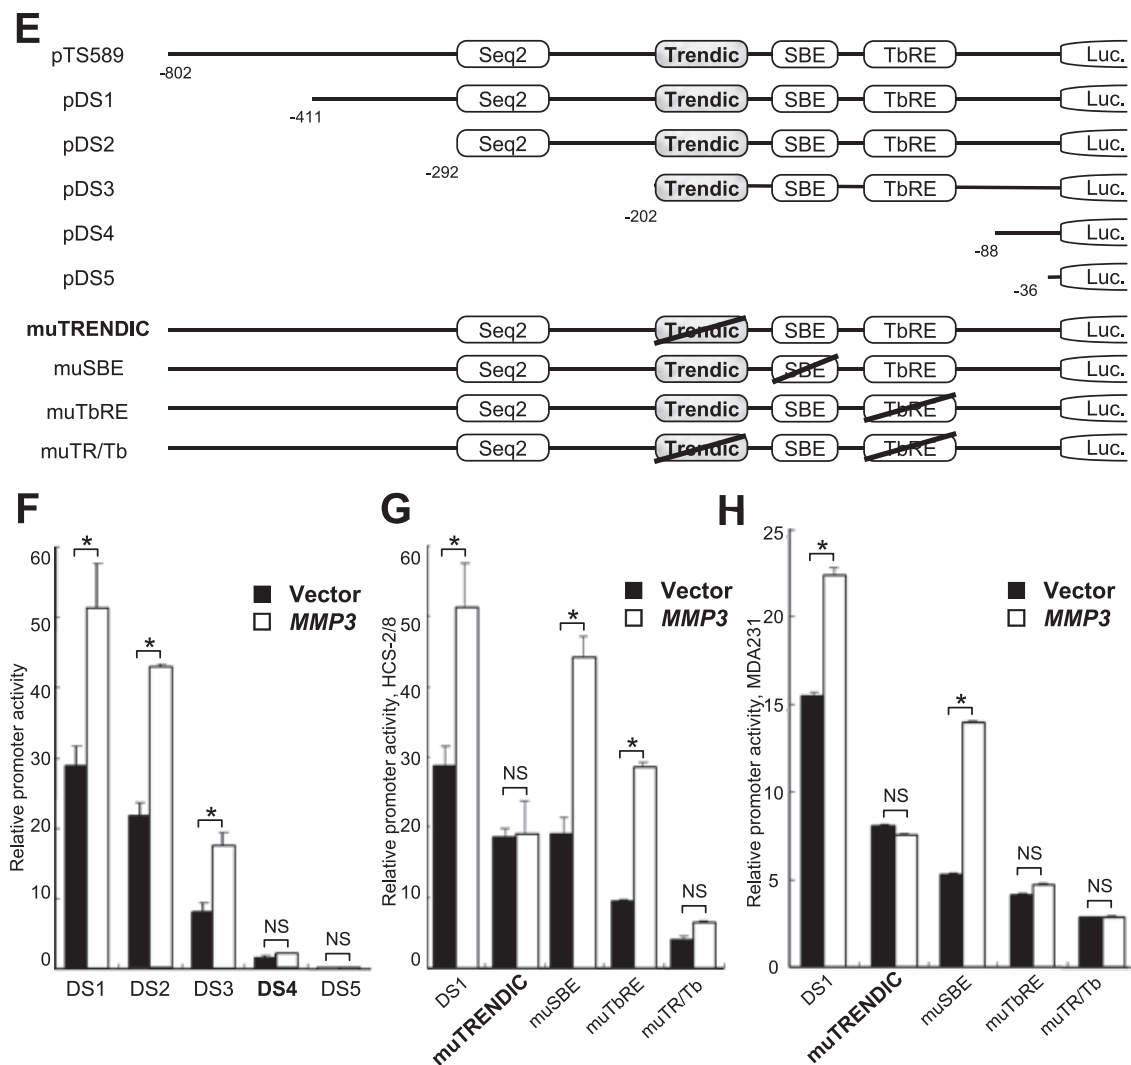 E
pTS589 Seq2 Trendic SBE TbRE Luc.
-802
pDS1 Seq2 Trendic SBE TbRE Luc.
-411
pDS2 Seq2 Trendic SBE TbRE Luc.
-292
pDS3 Trendic SBE TbRE Luc.
-202
pDS4 Luc.
-88
pDS5 Luc.
-36
muTRENDIC Seq2 Trendic SBE TbRE Luc.
muSBE Seq2 Trendic SBE TbRE Luc.
muTbRE Seq2 Trendic SBE TbRE Luc.
muTR/Tb Seq2 Trendic SBE TbRE Luc.
F
Relative promoter activity
60
50
40
30
20
10
0
Vector
MMP3
*
*
*
NS
NS
DS1 DS2 DS3 DS4 DS5
G
Relative promoter activity, HCS-2/8
60
50
40
30
20
10
0
Vector
MMP3
*
NS
*
*
NS
DS1 muTRENDIC muSBE muTbRE muTR/Tb
H
Relative promoter activity, MDA231
25
20
15
10
5
0
Vector
MMP3
*
NS
*
NS
NS
DS1 muTRENDIC muSBE muTbRE muTR/Tb